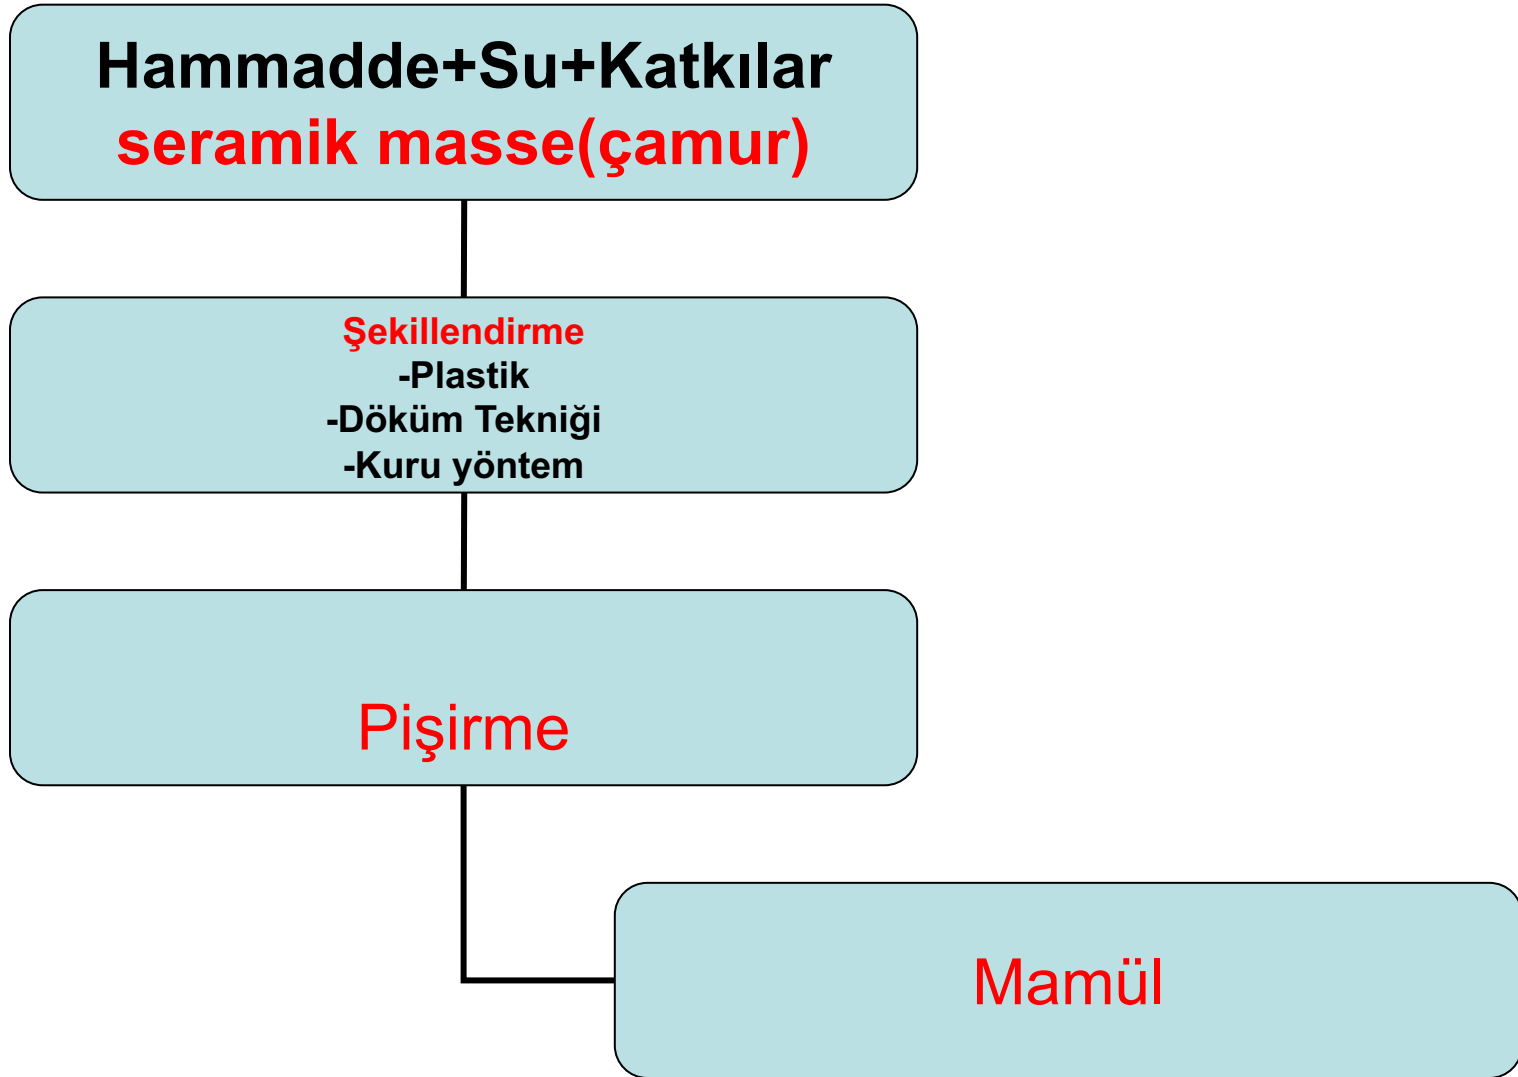 Hammadde+Su+Katkılar
seramik masse(çamur)
Şekillendirme
-Plastik
-Döküm Tekniği
-Kuru yöntem
Pişirme
Mamül